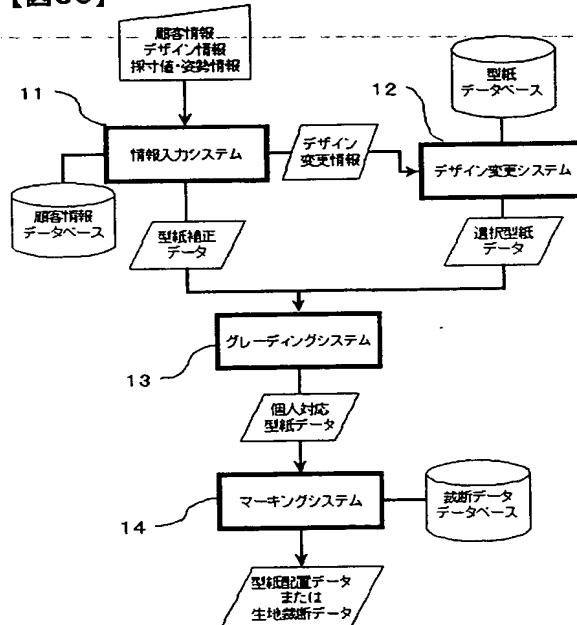 顧客情報
デザイン情報
採寸値・姿勢情報
11
情報入力システム
顧客情報
データベース
デザイン
変更情報
12
型紙
データベース
デザイン変更システム
型紙補正
データ
選択型紙
データ
グレーディングシステム
13
個人対応
型紙データ
マーキングシステム
14
裁断データ
データベース
型紙配置データ
または
生地裁断データ